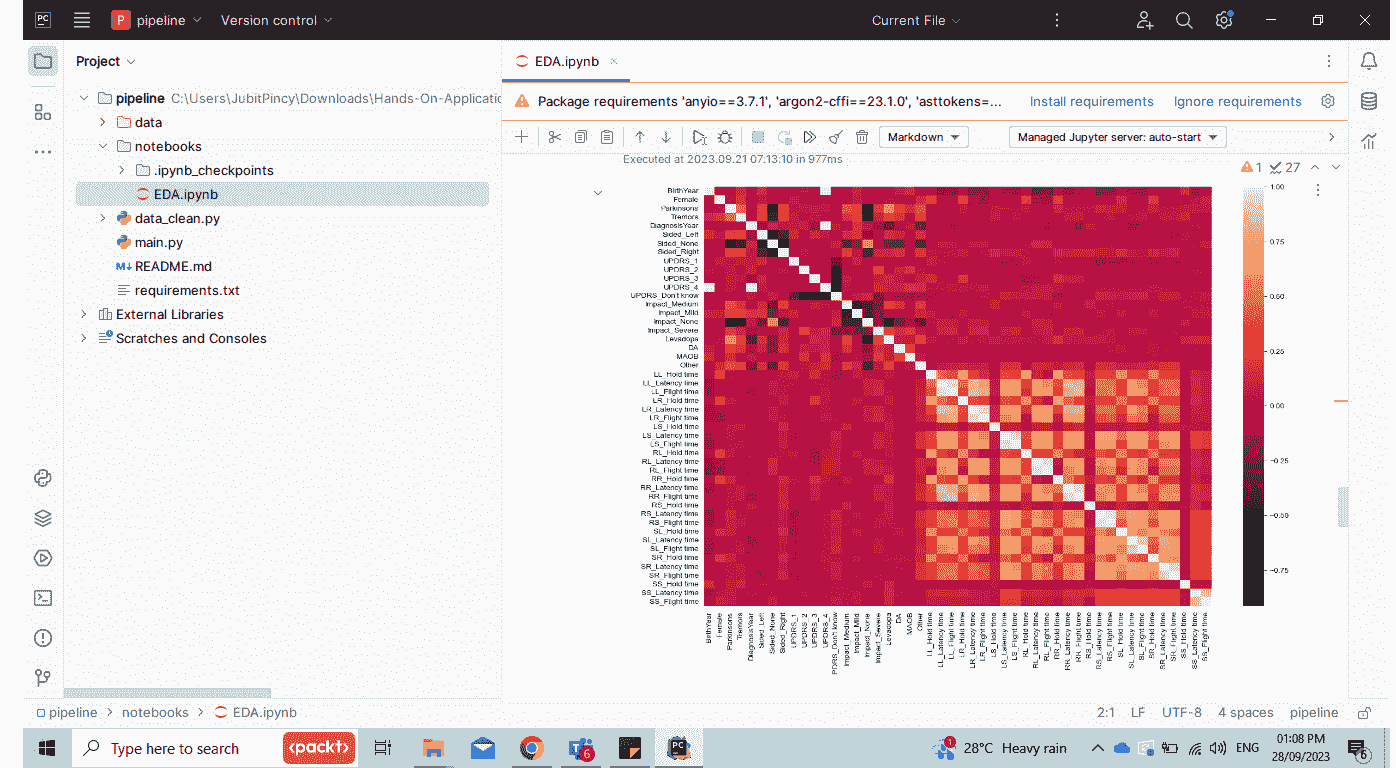 PC P pipeline Version control Current File
Project
EDA.ipynb
pipeline C:\Users\JubitPincy\Downloads\Hands-On-Applicatio
Package requirements 'anyio==3.7.1', 'argon2-cffi==23.1.0', 'asttokens=... Install requirements Ignore requirements
data
notebooks
.ipynb_checkpoints
EDA.ipynb
data_clean.py
main.py
README.md
requirements.txt
External Libraries
Scratches and Consoles
Markdown Managed Jupyter server: auto-start
Executed at 2023.09.21 07:13:10 in 977ms
1 27
BirthYear
Female
Parkinsons
Tremors
DiagnosisYear
Sided_Left
Sided_None
Sided_Right
UPDRS_1
UPDRS_2
UPDRS_3
UPDRS_4
UPDRS_Don't know
Impact_Medium
Impact_Mild
Impact_None
Impact_Severe
Levadopa
DA
MAOB
Other
LL_Hold time
LL_Latency time
LL_Flight time
LR_Hold time
LR_Latency time
LR_Flight time
LS_Hold time
LS_Latency time
LS_Flight time
RL_Hold time
RL_Latency time
RL_Flight time
RR_Hold time
RR_Latency time
RR_Flight time
RS_Hold time
RS_Latency time
RS_Flight time
SL_Hold time
SL_Latency time
SL_Flight time
SR_Hold time
SR_Latency time
SR_Flight time
SS_Hold time
SS_Latency time
SS_Flight time
1.00
0.75
0.50
0.25
0.00
-0.25
-0.50
-0.75
BirthYear
Female
Parkinsons
Tremors
DiagnosisYear
Sided_Left
Sided_None
Sided_Right
UPDRS_1
UPDRS_2
UPDRS_3
UPDRS_4
PDRS_Don't know
Impact_Medium
Impact_Mild
Impact_None
Impact_Severe
Levadopa
DA
MAOB
Other
LL_Hold time
LL_Latency time
LL_Flight time
LR_Hold time
LR_Latency time
LR_Flight time
LS_Hold time
LS_Latency time
LS_Flight time
RL_Hold time
RL_Latency time
RL_Flight time
RR_Hold time
RR_Latency time
RR_Flight time
RS_Hold time
RS_Latency time
RS_Flight time
SL_Hold time
SL_Latency time
SL_Flight time
SR_Hold time
SR_Latency time
SR_Flight time
SS_Hold time
SS_Latency time
SS_Flight time
pipeline > notebooks > EDA.ipynb 2:1 LF UTF-8 4 spaces pipeline
Type here to search <packt> 6 PC 1 28°C Heavy rain ENG 01:08 PM 28/09/2023 6